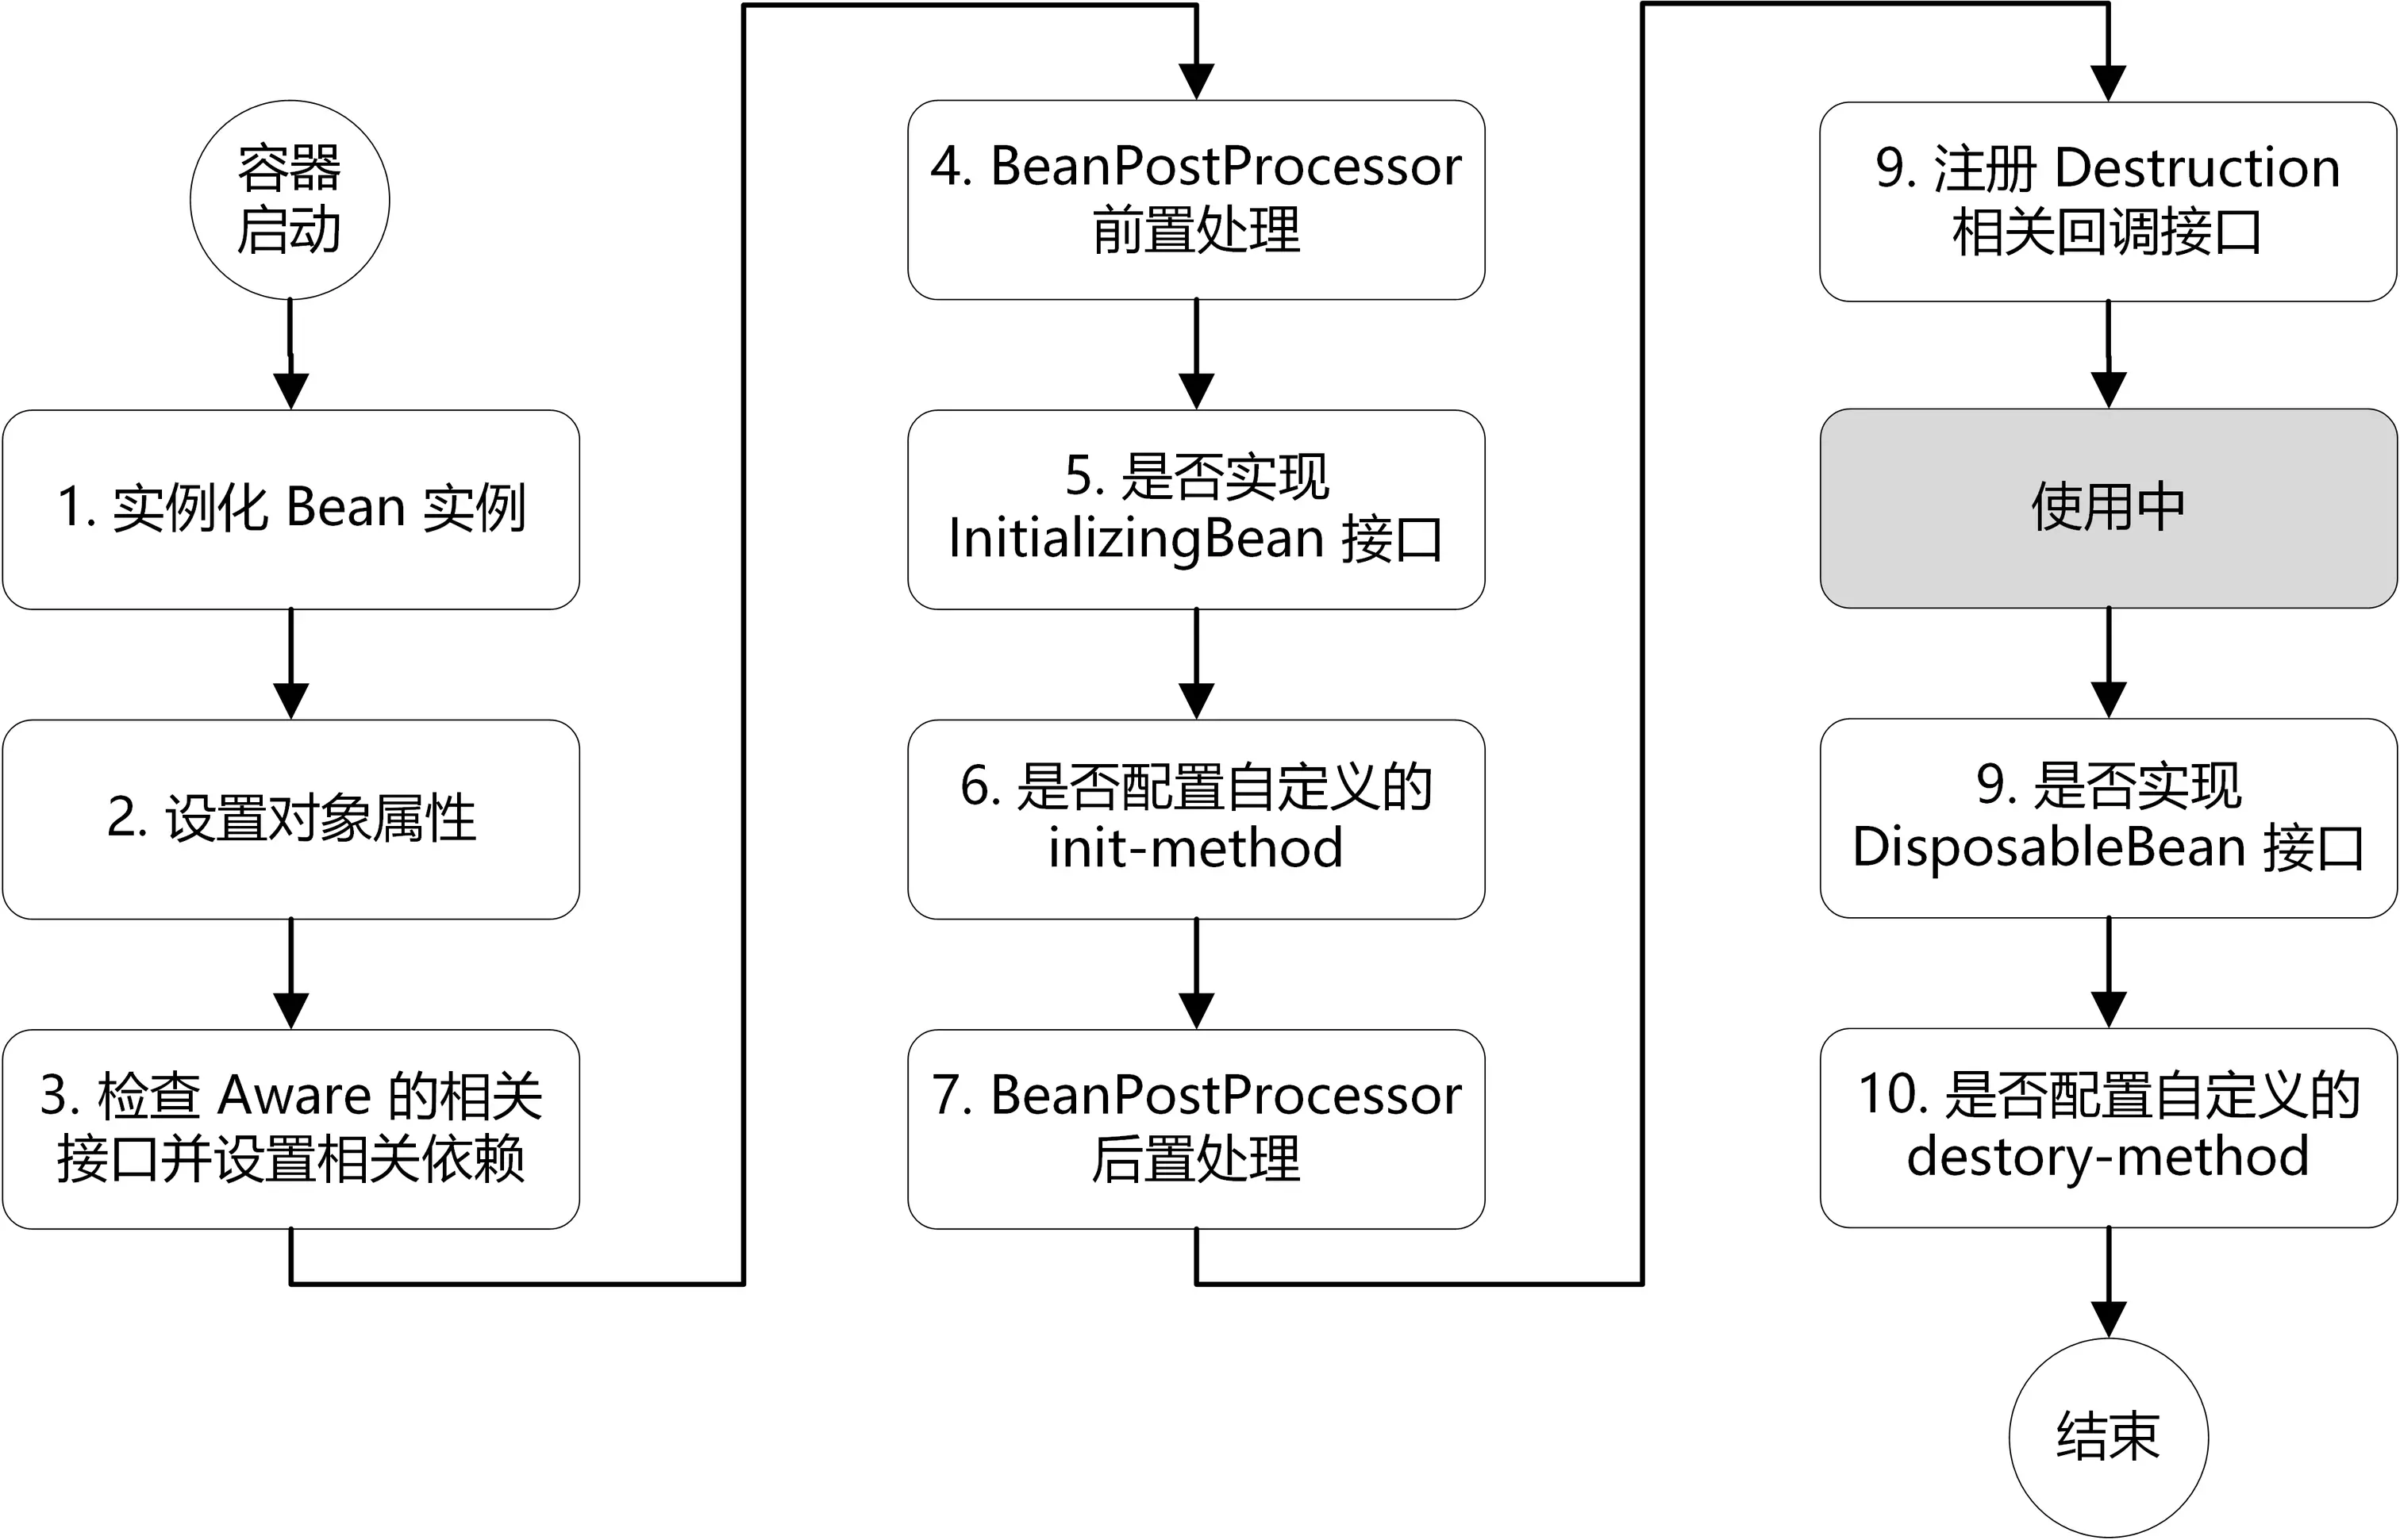 容器
启动
1. 实例化 Bean 实例
2. 设置对象属性
3. 检查 Aware 的相关
接口并设置相关依赖
4. BeanPostProcessor
前置处理
5. 是否实现
InitializingBean 接口
6. 是否配置自定义的
init-method
7. BeanPostProcessor
后置处理
9. 注册 Destruction
相关回调接口
使用中
9. 是否实现
DisposableBean 接口
10. 是否配置自定义的
destory-method
结束